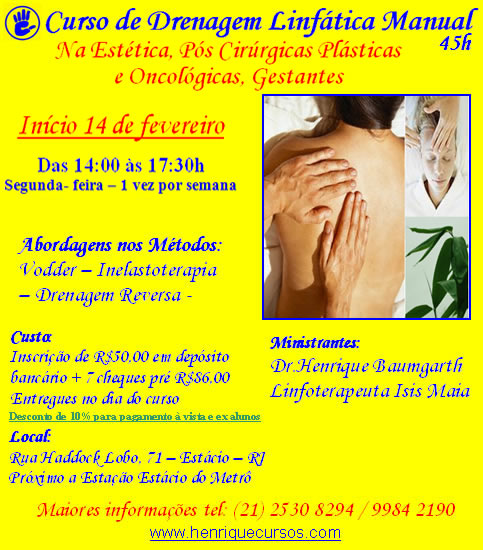 Curso de Drenagem Linfática Manual
45h
Na Estética, Pós Cirúrgicas Plásticas
e Oncológicas, Gestantes
Início 14 de fevereiro
Das 14:00 às 17:30h
Segunda- feira – 1 vez por semana
Abordagens nos Métodos:
Vodder – Inelastoterapia
– Drenagem Reversa -
Custo:
Inscrição de R$50,00 em depósito
bancário + 7 cheques pré R$86,00
Entregues no dia do curso
Desconto de 10% para pagamento à vista e ex alunos
Ministrantes:
Dr.Henrique Baumgarth
Linfoterapeuta Isis Maia
Local:
Rua Haddock Lobo, 71 – Estácio – RJ
Próximo a Estação Estácio do Metrô
Maiores informações tel: (21) 2530 8294 / 9984 2190
www.henriquecursos.com